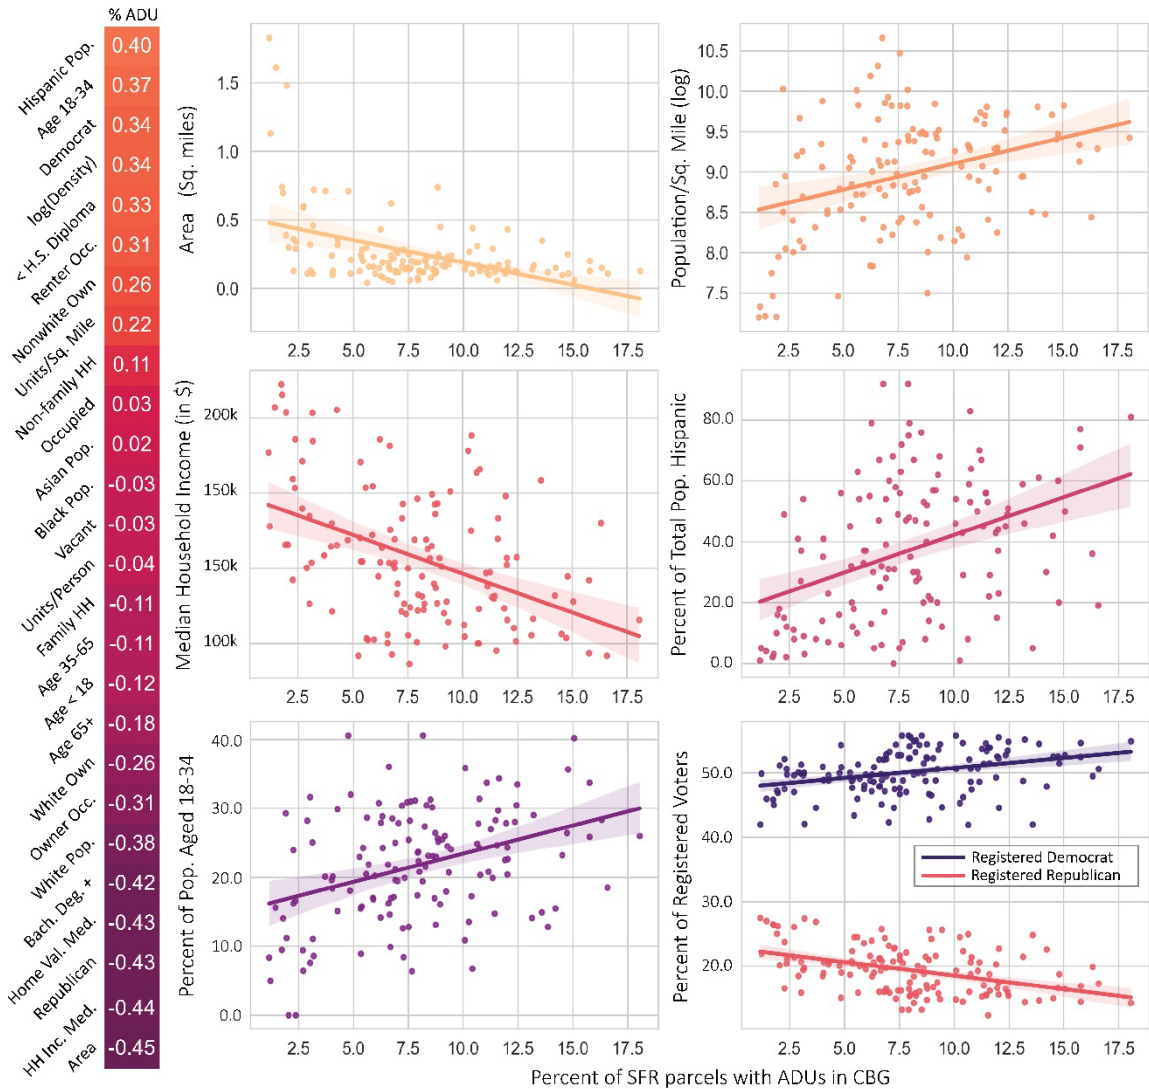 % ADU
Hispanic Pop. 0.40
Age 18-34 0.37
Democrat 0.34
log(Density) 0.34
< H.S. Diploma 0.33
Renter Occ. 0.31
Nonwhite Own 0.26
Units/Sq. Mile 0.22
Non-family HH 0.11
Occupied 0.03
Asian Pop. 0.02
Black Pop. -0.03
Vacant -0.03
Units/Person -0.04
Family HH -0.11
Age 35-65 -0.11
Age < 18 -0.12
Age 65+ -0.18
White Own -0.26
Owner Occ. -0.31
White Pop. -0.38
Bach. Deg. + -0.42
Home Val. Med. -0.43
Republican -0.43
HH Inc. Med. -0.44
Area -0.45
Area (Sq. miles)
1.5
1.0
0.5
0.0
2.5 5.0 7.5 10.0 12.5 15.0 17.5
Population/Sq. Mile (log)
10.5
10.0
9.5
9.0
8.5
8.0
7.5
2.5 5.0 7.5 10.0 12.5 15.0 17.5
Median Household Income (in $)
200k
150k
150k
100k
2.5 5.0 7.5 10.0 12.5 15.0 17.5
Percent of Total Pop. Hispanic
80.0
60.0
40.0
20.0
0.0
2.5 5.0 7.5 10.0 12.5 15.0 17.5
Percent of Pop. Aged 18-34
40.0
30.0
20.0
10.0
0.0
2.5 5.0 7.5 10.0 12.5 15.0 17.5
Percent of Registered Voters
50.0
40.0
30.0
20.0
Registered Democrat
Registered Republican
2.5 5.0 7.5 10.0 12.5 15.0 17.5
Percent of SFR parcels with ADUs in CBG